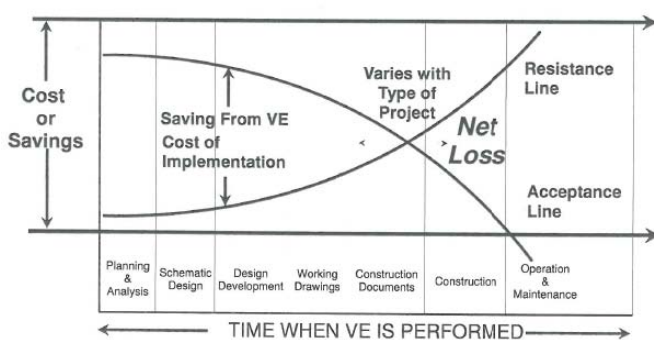 Cost
or
Savings
Saving From VE
Cost of
Implementation
Varies with
Type of
Project
Net
Loss
Resistance
Line
Acceptance
Line
Planning
&
Analysis
Schematic
Design
Design
Development
Working
Drawings
Construction
Documents
Construction
Operation
&
Maintenance
TIME WHEN VE IS PERFORMED